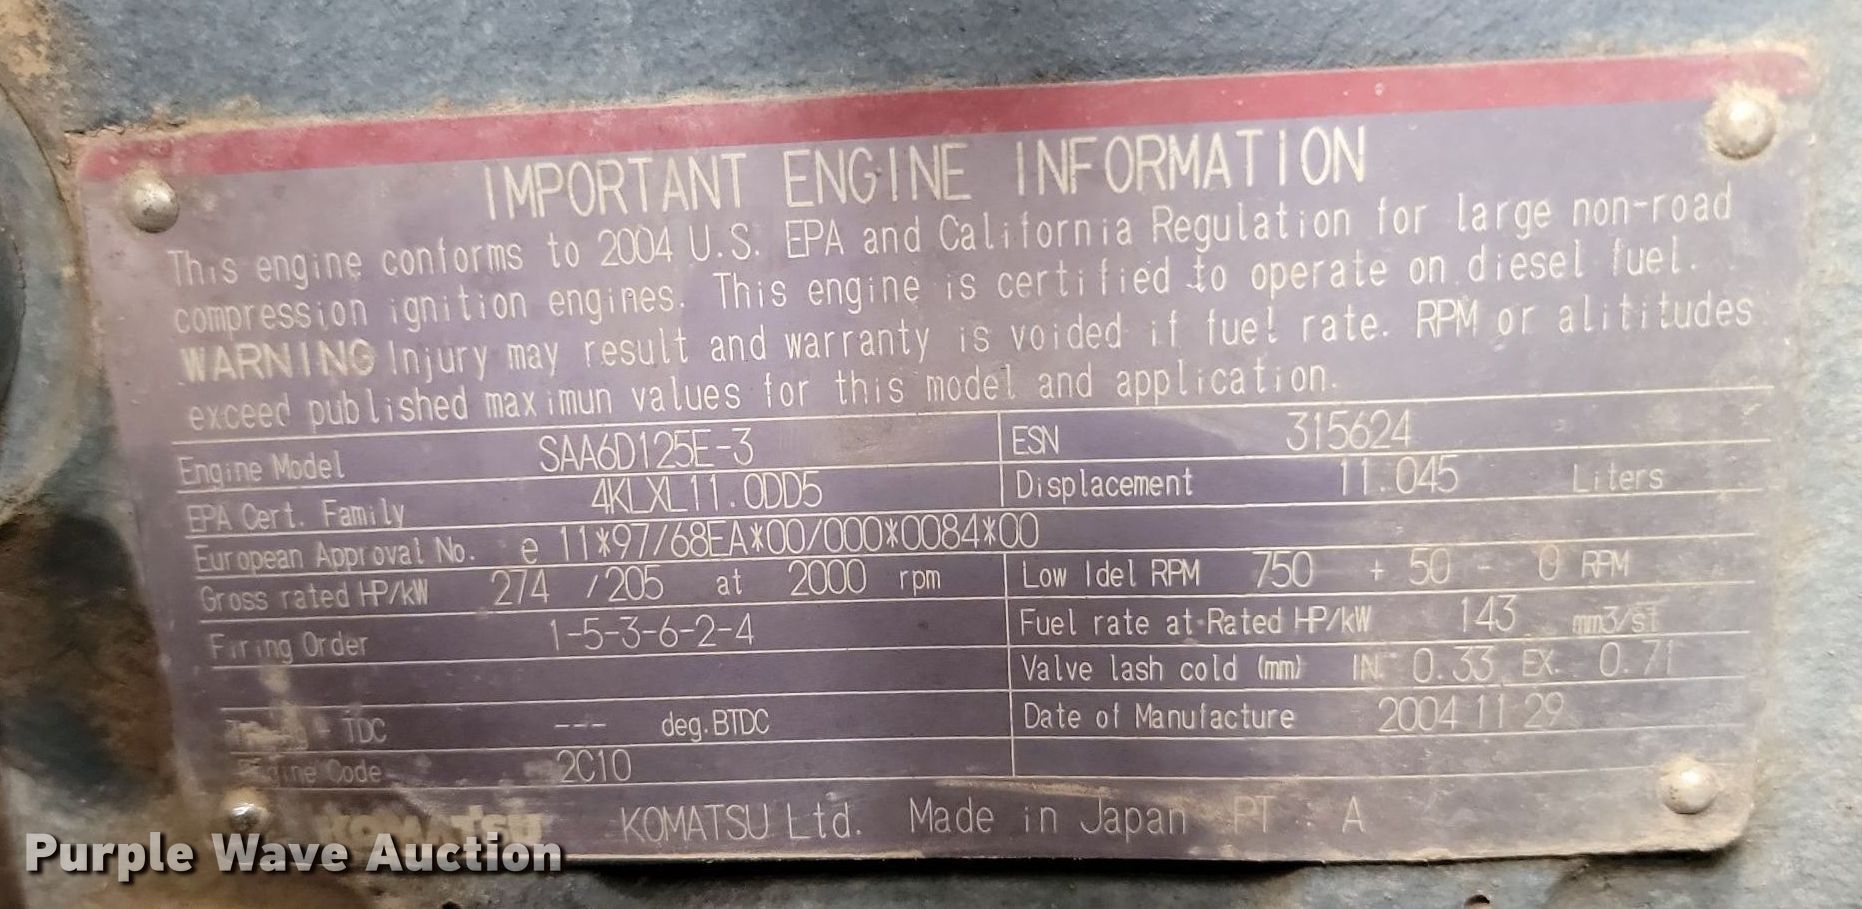 IMPORTANT ENGINE INFORMATION
This engine conforms to 2004 U.S. EPA and California Regulation for large non-road
compression ignition engines. This engine is certified to operate on diesel fuel.
WARNING Injury may result and warranty is voided if fuel rate. RPM or alititudes
exceed published maximun values for this model and application.
Engine Model SAA6D125E-3 ESN 315624
EPA Cert. Family 4KLXL11.0DD5 Displacement 11.045 Liters
European Approval No. e 11*97/68EA*00/000*0084*00
Gross rated HP/kW 274 /205 at 2000 rpm Low Idel RPM 750 + 50 - 0 RPM
Firing Order 1-5-3-6-2-4 Fuel rate at Rated HP/kW 143 mm3/st
Valve lash cold (mm) IN. 0.33 EX. 0.71
TDC --- deg.BTDC Date of Manufacture 2004 11 29
Engine Code 2C10
KOMATSU KOMATSU Ltd. Made in Japan PT. A
Purple Wave Auction